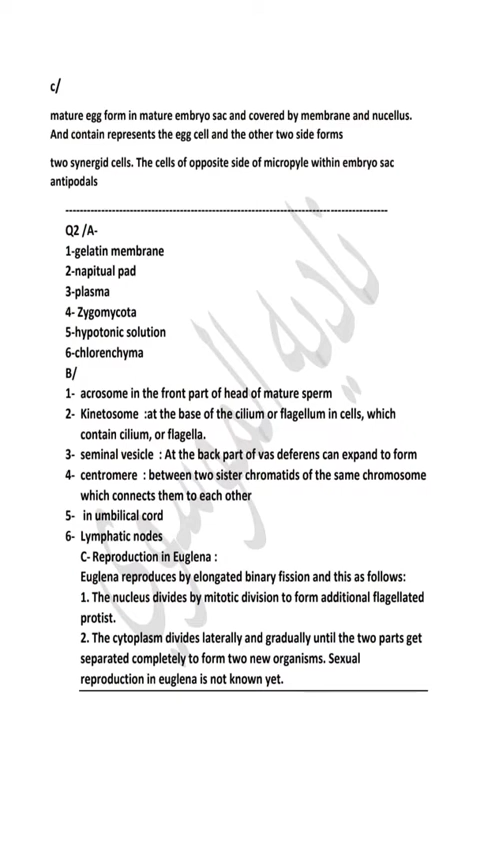 c/
mature egg form in mature embryo sac and covered by membrane and nucellus.
And contain represents the egg cell and the other two side forms
two synergid cells. The cells of opposite side of micropyle within embryo sac
antipodals
------------------------------------------------------------------------------------------
Q2 /A-
1-gelatin membrane
2-napitual pad
3-plasma
4- Zygomycota
5-hypotonic solution
6-chlorenchyma
B/
1- acrosome in the front part of head of mature sperm
2- Kinetosome :at the base of the cilium or flagellum in cells, which
contain cilium, or flagella.
3- seminal vesicle : At the back part of vas deferens can expand to form
4- centromere : between two sister chromatids of the same chromosome
which connects them to each other
5- in umbilical cord
6- Lymphatic nodes
C- Reproduction in Euglena :
Euglena reproduces by elongated binary fission and this as follows:
1. The nucleus divides by mitotic division to form additional flagellated
protist.
2. The cytoplasm divides laterally and gradually until the two parts get
separated completely to form two new organisms. Sexual
reproduction in euglena is not known yet.
نادية الموسوي